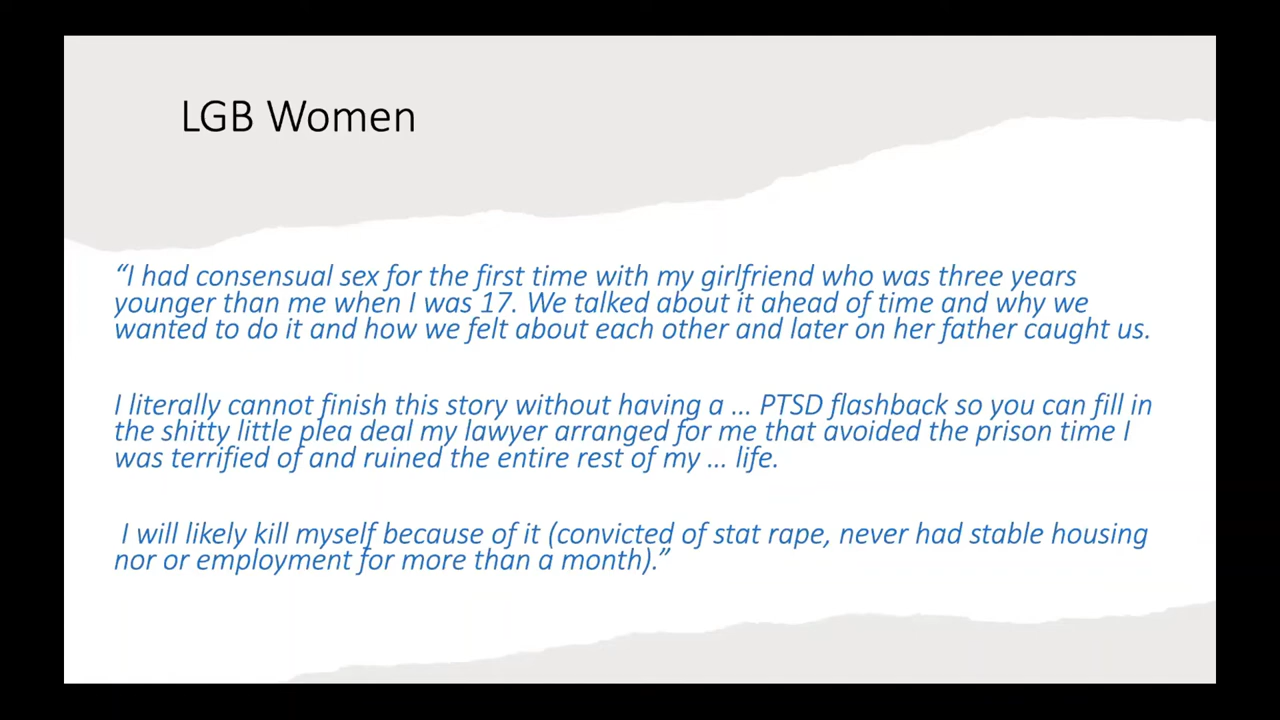 LGB Women
“I had consensual sex for the first time with my girlfriend who was three years
younger than me when I was 17. We talked about it ahead of time and why we
wanted to do it and how we felt about each other and later on her father caught us.
I literally cannot finish this story without having a ... PTSD flashback so you can fill in
the shitty little plea deal my lawyer arranged for me that avoided the prison time I
was terrified of and ruined the entire rest of my ... life.
I will likely kill myself because of it (convicted of stat rape, never had stable housing
nor or employment for more than a month).”